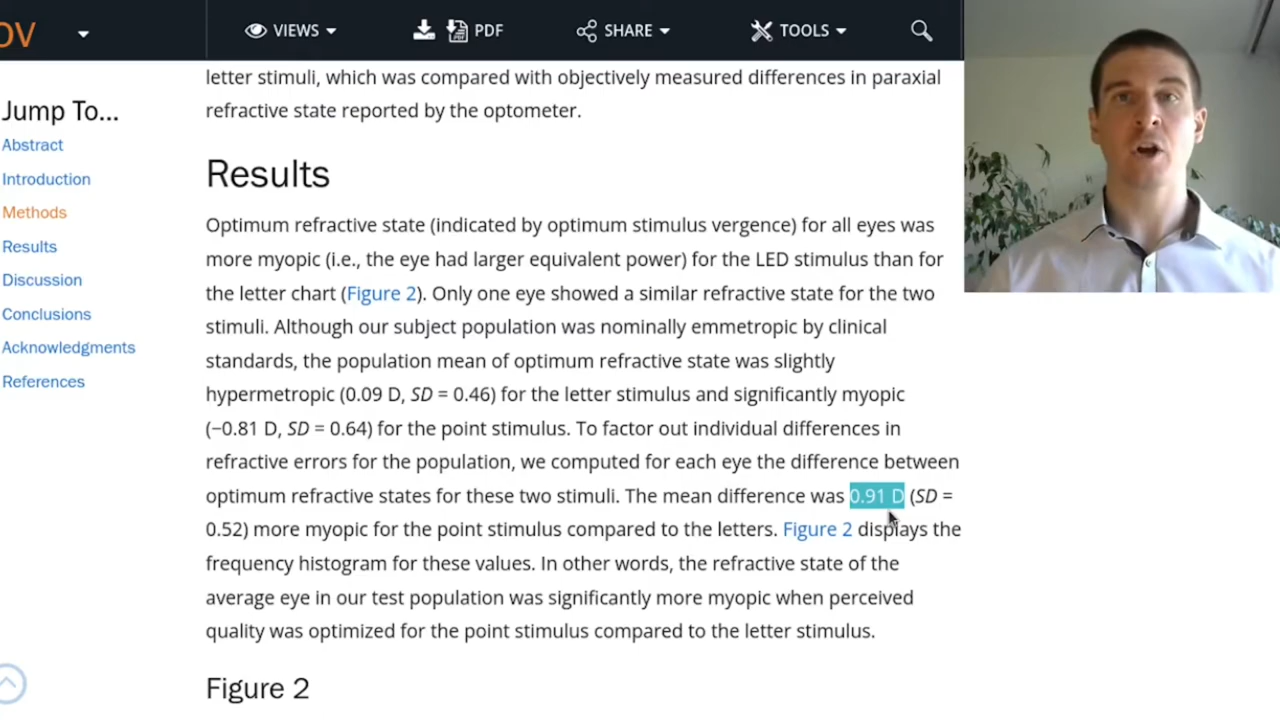 OV
VIEWS
PDF
SHARE
TOOLS
Jump To...
Abstract
Introduction
Methods
Results
Discussion
Conclusions
Acknowledgments
References
letter stimuli, which was compared with objectively measured differences in paraxial
refractive state reported by the optometer.
Results
Optimum refractive state (indicated by optimum stimulus vergence) for all eyes was
more myopic (i.e., the eye had larger equivalent power) for the LED stimulus than for
the letter chart (Figure 2). Only one eye showed a similar refractive state for the two
stimuli. Although our subject population was nominally emmetropic by clinical
standards, the population mean of optimum refractive state was slightly
hypermetropic (0.09 D, SD = 0.46) for the letter stimulus and significantly myopic
(−0.81 D, SD = 0.64) for the point stimulus. To factor out individual differences in
refractive errors for the population, we computed for each eye the difference between
optimum refractive states for these two stimuli. The mean difference was 0.91 D (SD =
0.52) more myopic for the point stimulus compared to the letters. Figure 2 displays the
frequency histogram for these values. In other words, the refractive state of the
average eye in our test population was significantly more myopic when perceived
quality was optimized for the point stimulus compared to the letter stimulus.
Figure 2